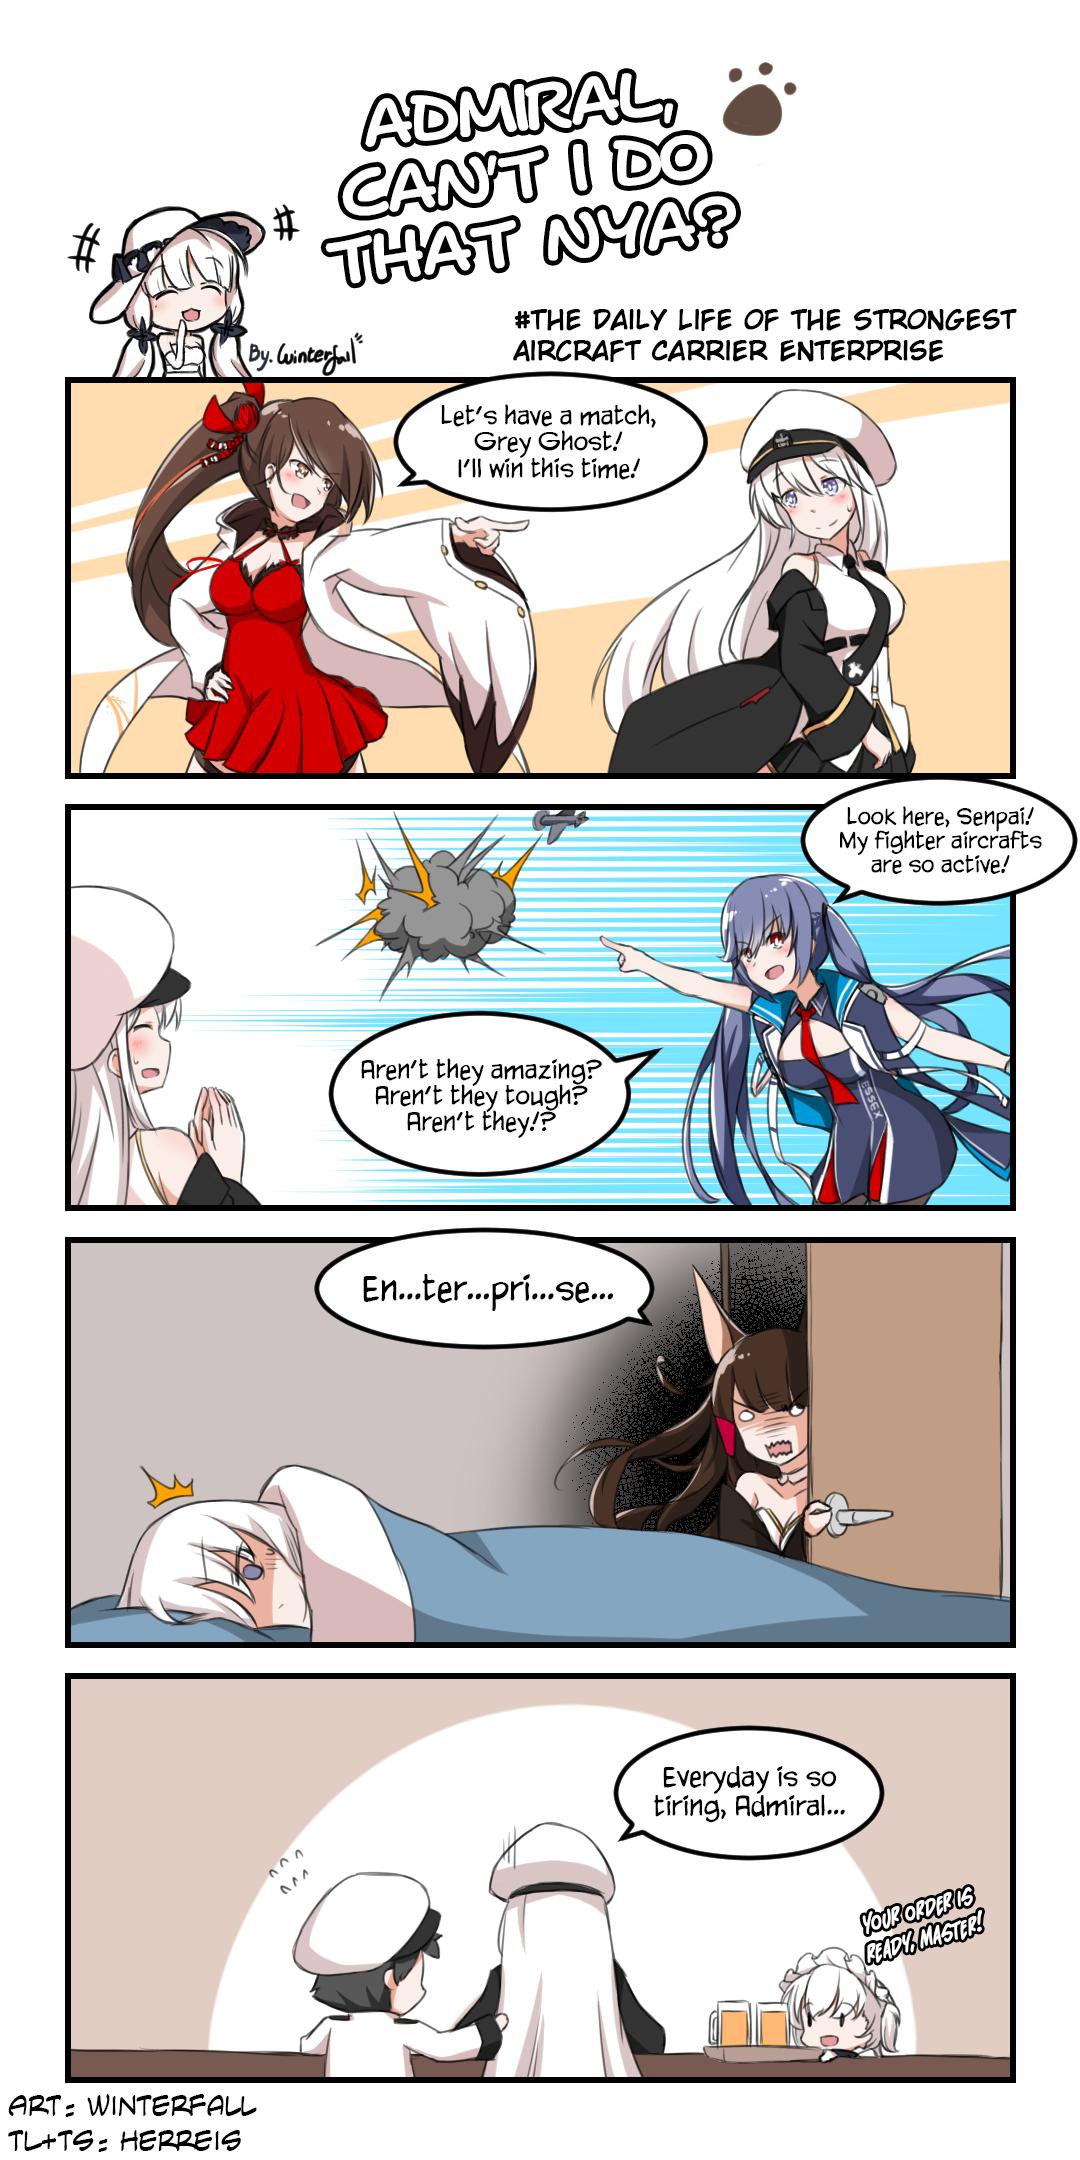 ADMIRAL,
CAN'T I DO
THAT NYA?
By. Winterfall
#THE DAILY LIFE OF THE STRONGEST
AIRCRAFT CARRIER ENTERPRISE
Let's have a match,
Grey Ghost!
I'll win this time!
Look here, Senpai!
My fighter aircrafts
are so active!
Aren't they amazing?
Aren't they tough?
Aren't they!?
ESSEX
En...ter...pri...se...
Everyday is so
tiring, Admiral...
YOUR ORDER IS
READY, MASTER!
ART: WINTERFALL
TL+TS: HERREIS